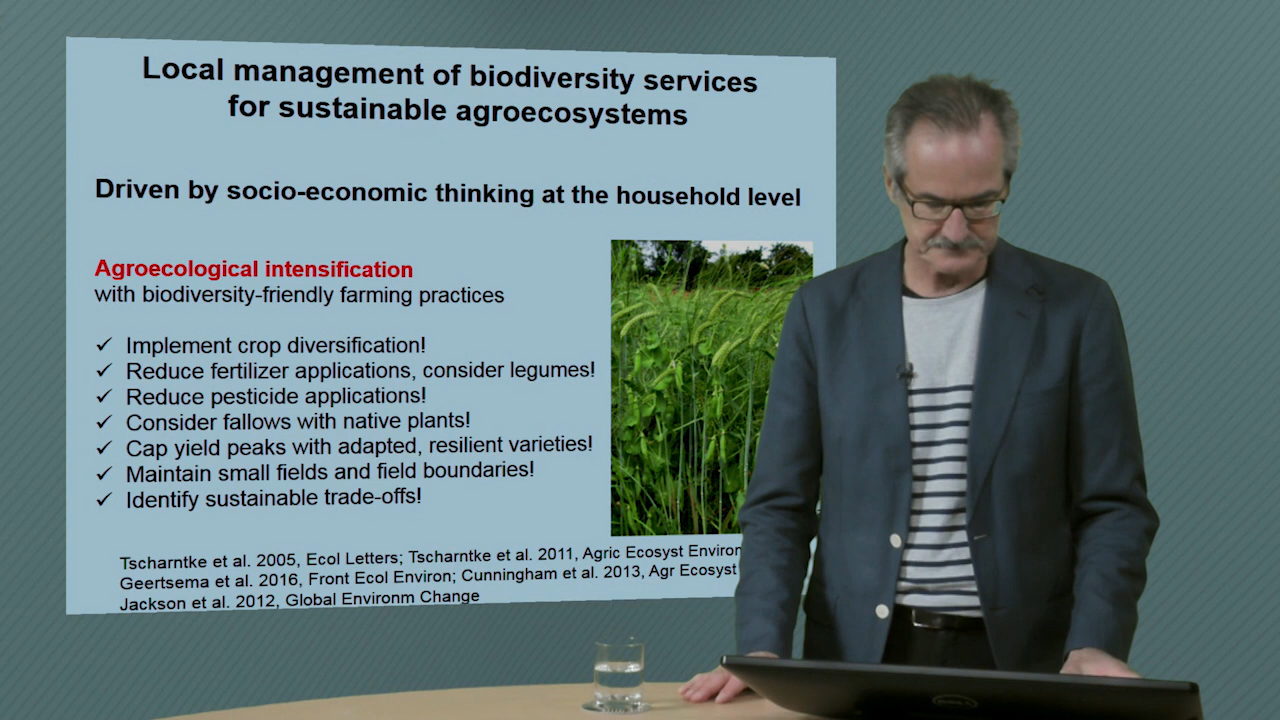 Local management of biodiversity services
for sustainable agroecosystems
Driven by socio-economic thinking at the household level
Agroecological intensification
with biodiversity-friendly farming practices
✓ Implement crop diversification!
✓ Reduce fertilizer applications, consider legumes!
✓ Reduce pesticide applications!
✓ Consider fallows with native plants!
✓ Cap yield peaks with adapted, resilient varieties!
✓ Maintain small fields and field boundaries!
✓ Identify sustainable trade-offs!
Tscharntke et al. 2005, Ecol Letters; Tscharntke et al. 2011, Agric Ecosyst Environ
Geertsema et al. 2016, Front Ecol Environ; Cunningham et al. 2013, Agr Ecosyst
Jackson et al. 2012, Global Environm Change
DELL